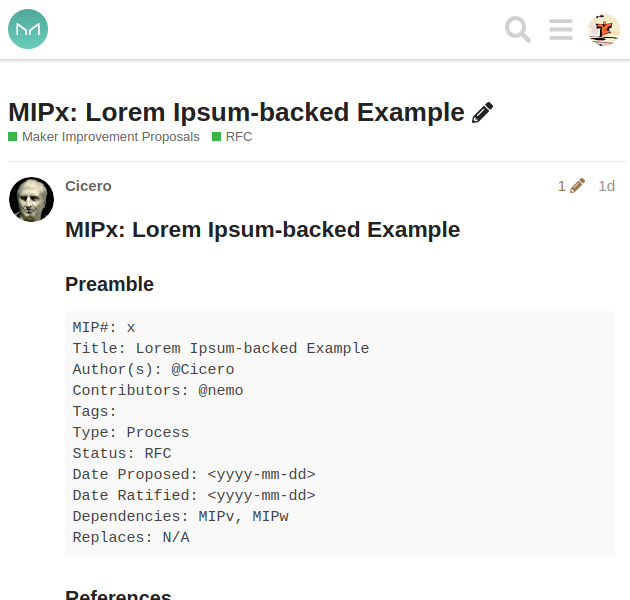 MIPx: Lorem Ipsum-backed Example
Maker Improvement Proposals RFC
Cicero 1 1d
MIPx: Lorem Ipsum-backed Example
Preamble
MIP#: x
Title: Lorem Ipsum-backed Example
Author(s): @Cicero
Contributors: @nemo
Tags:
Type: Process
Status: RFC
Date Proposed: <yyyy-mm-dd>
Date Ratified: <yyyy-mm-dd>
Dependencies: MIPv, MIPw
Replaces: N/A
References